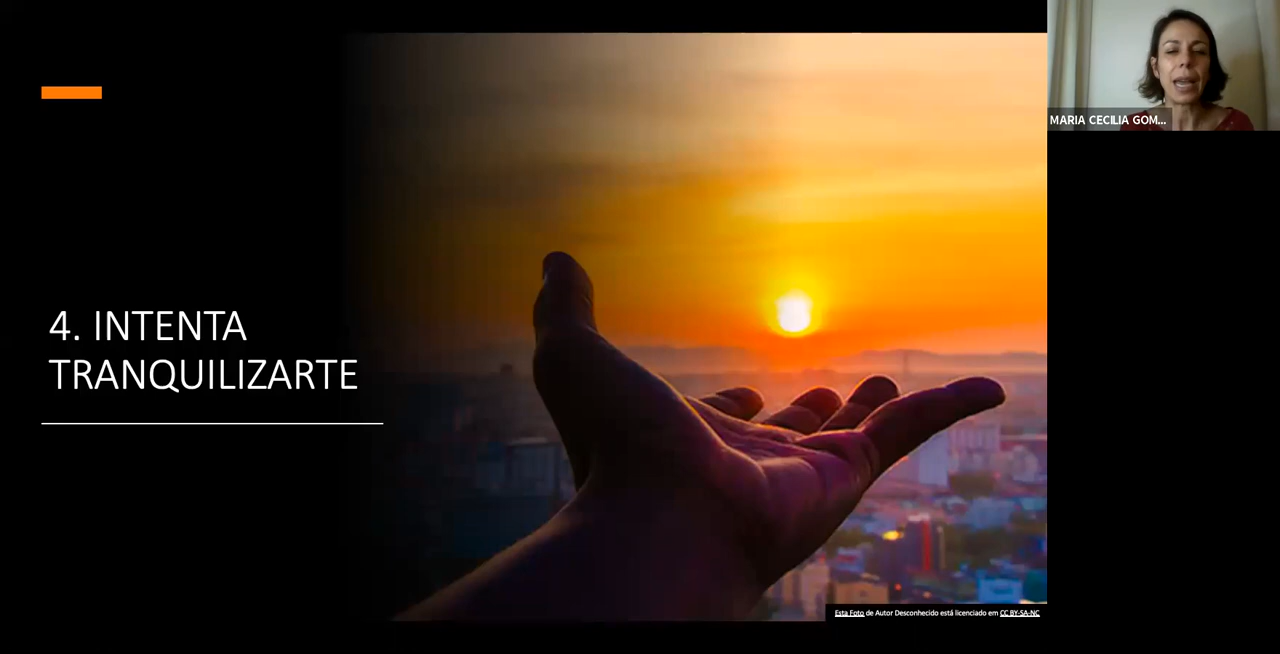 4. INTENTA
TRANQUILIZARTE
MARIA CECILIA GOM...
Esta Foto de Autor Desconhecido está licenciado em CC BY-SA-NC